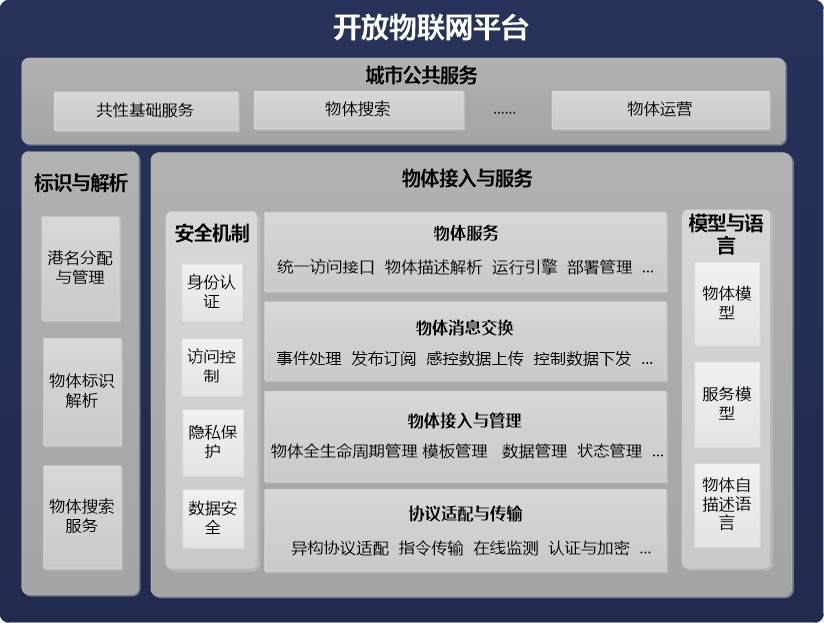 开放物联网平台
城市公共服务
共性基础服务
物体搜索
......
物体运营
标识与解析
港名分配
与管理
物体标识
解析
物体搜索
服务
物体接入与服务
安全机制
身份认
证
访问控
制
隐私保
护
数据安
全
物体服务
统一访问接口 物体描述解析 运行引擎 部署管理 ...
物体消息交换
事件处理 发布订阅 感控数据上传 控制数据下发 ...
物体接入与管理
物体全生命周期管理 模板管理 数据管理 状态管理 ...
协议适配与传输
异构协议适配 指令传输 在线监测 认证与加密 ...
模型与语
言
物体模
型
服务模
型
物体自
描述语
言